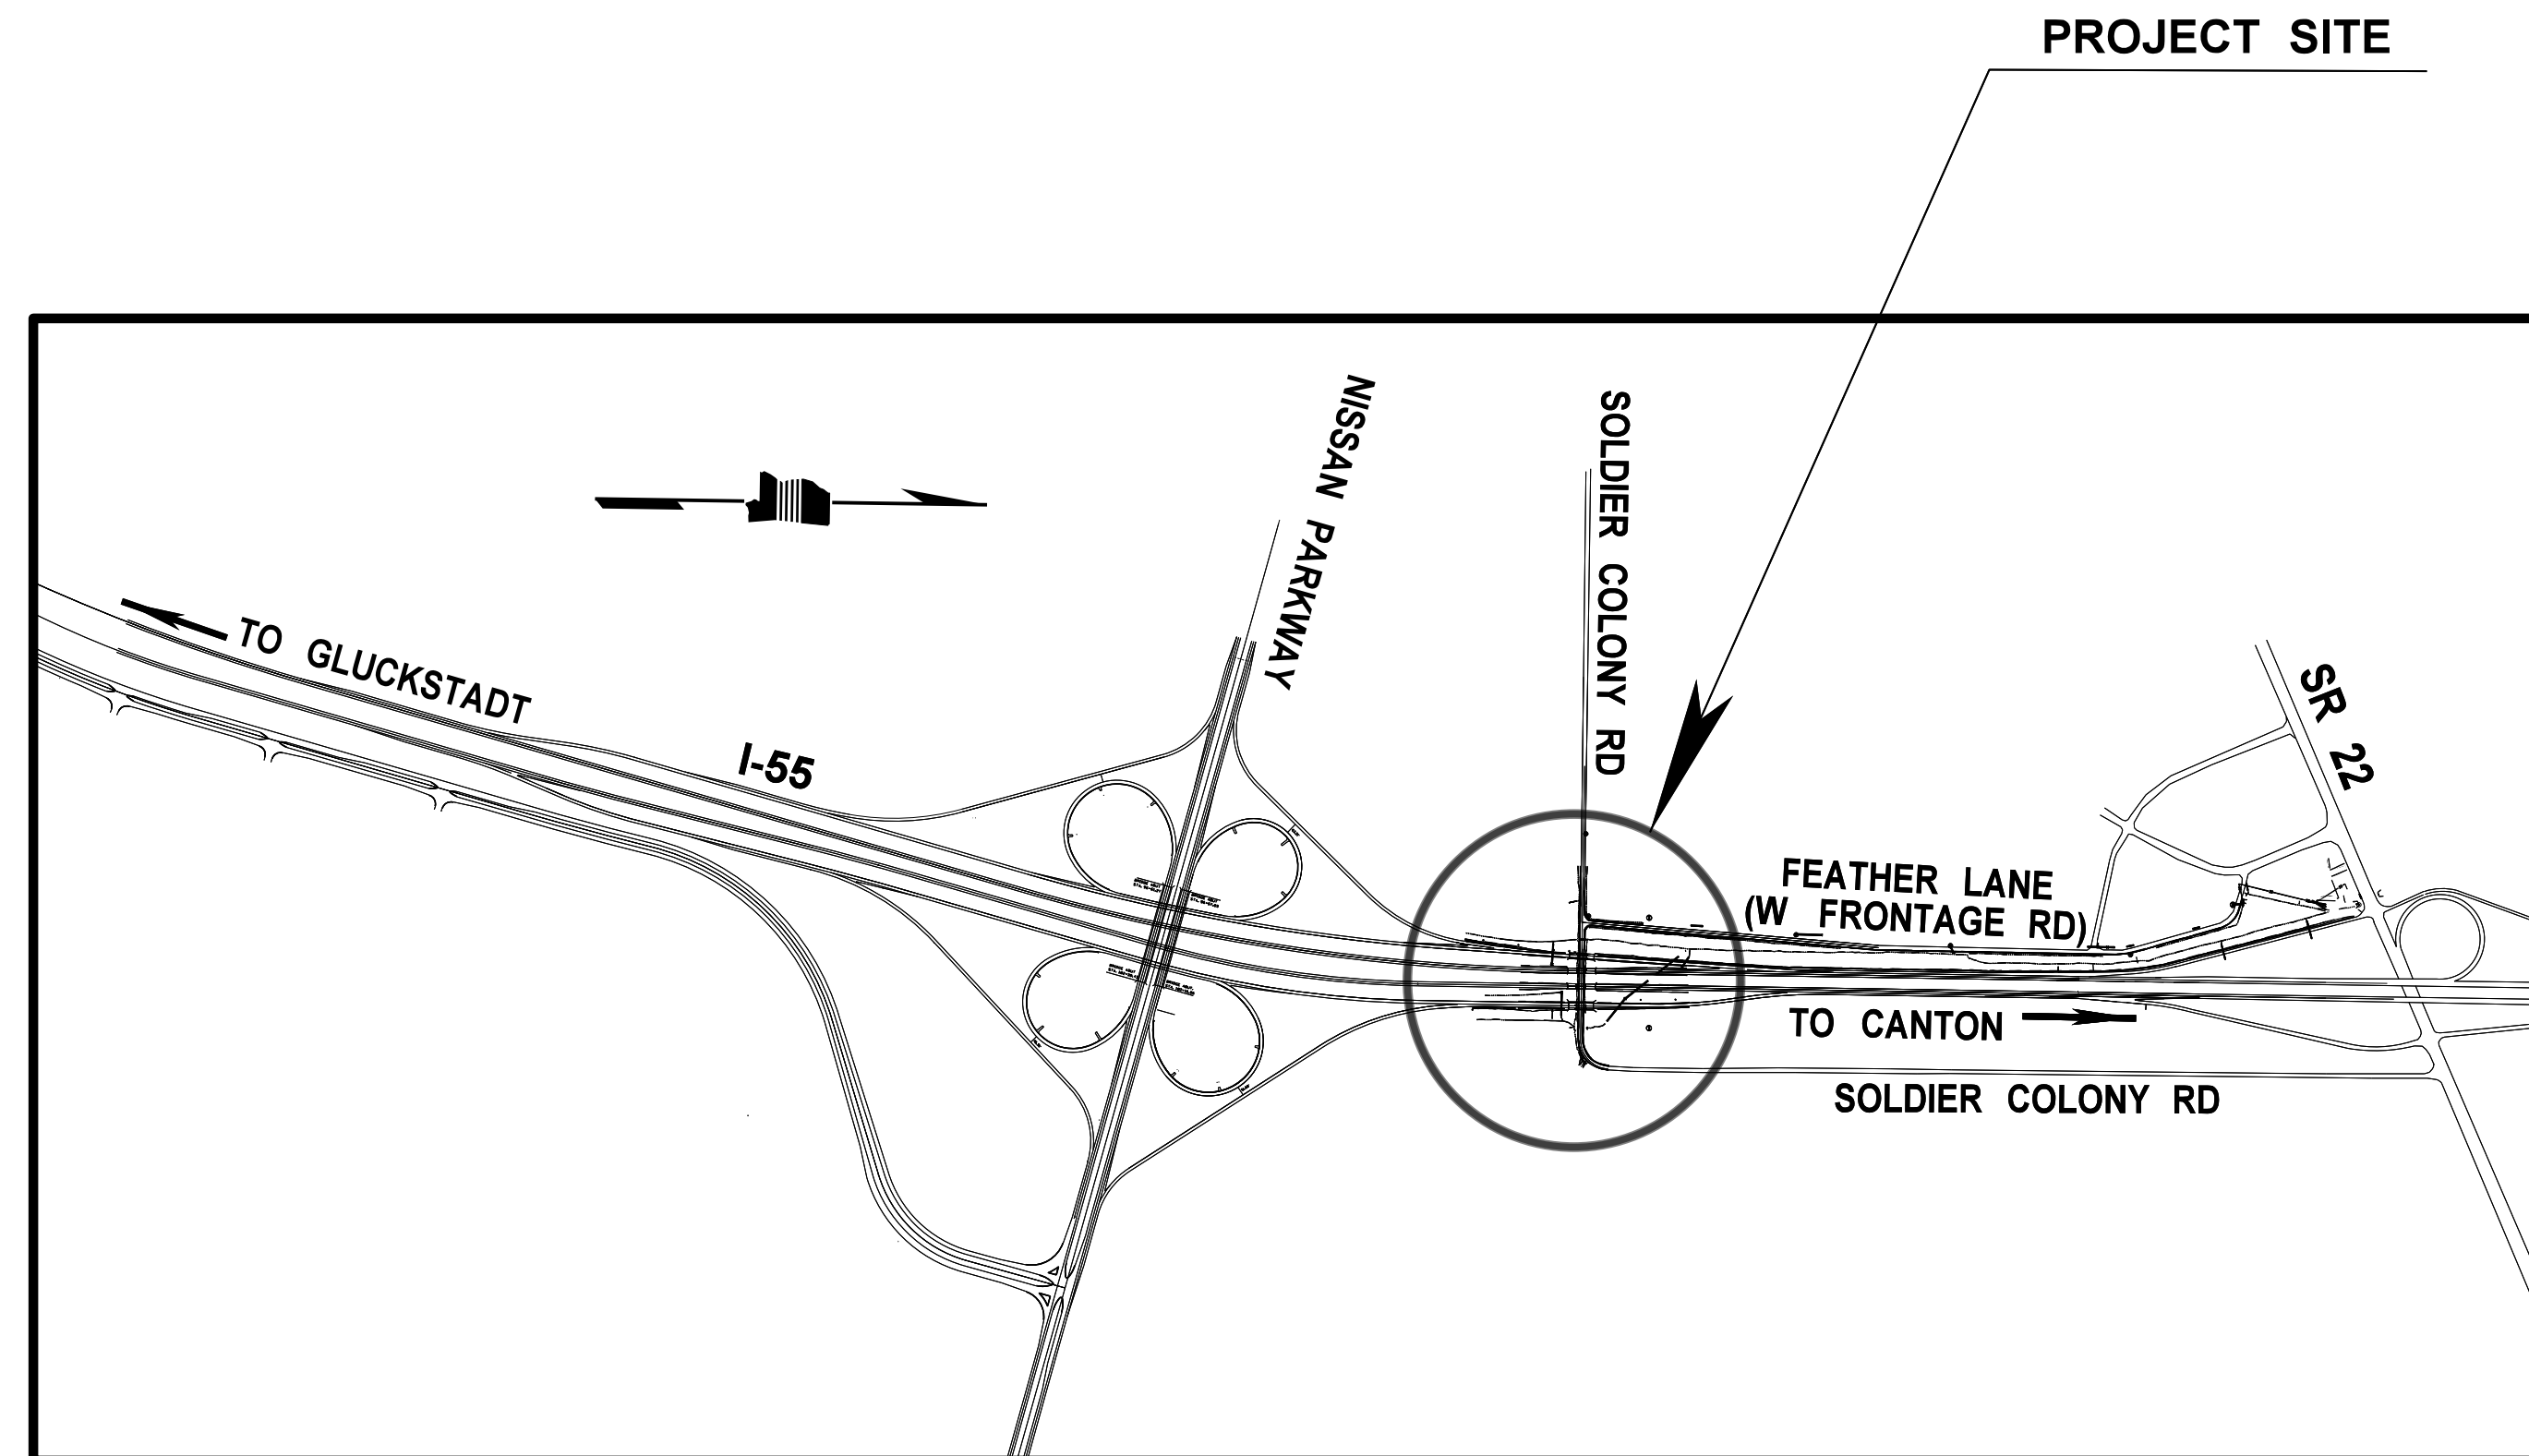 PROJECT SITE
NISSAN PARKWAY
SOLDIER COLONY RD
TO GLUCKSTADT
I-55
SR 22
FEATHER LANE
(W FRONTAGE RD)
TO CANTON
SOLDIER COLONY RD